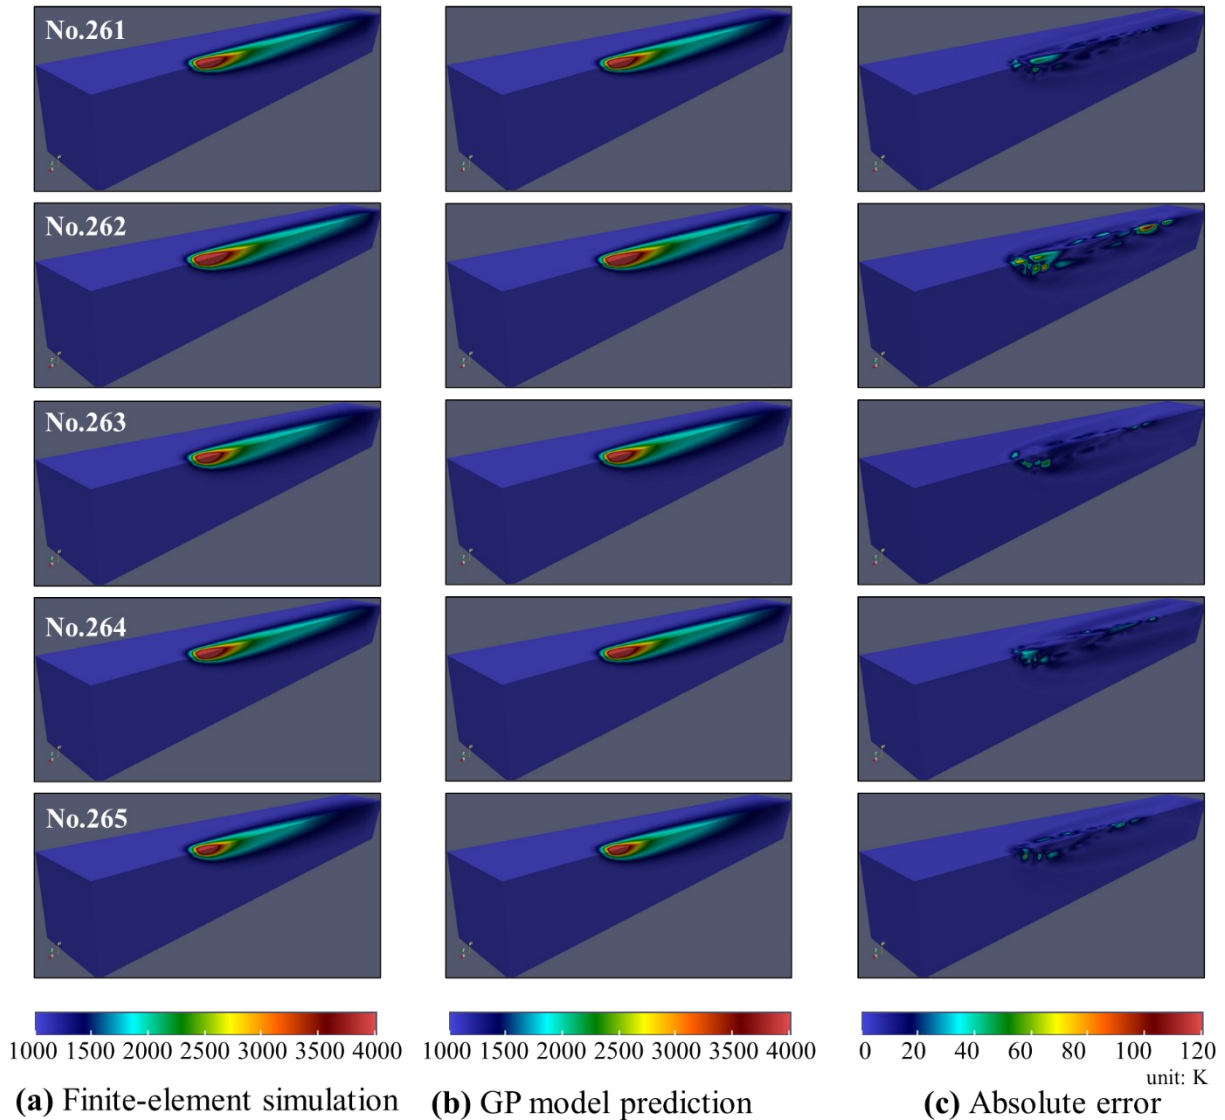 No.261
No.262
No.263
No.264
No.265
1000 1500 2000 2500 3000 3500 4000
1000 1500 2000 2500 3000 3500 4000
0 20 40 60 80 100 120
unit: K
(a) Finite-element simulation
(b) GP model prediction
(c) Absolute error